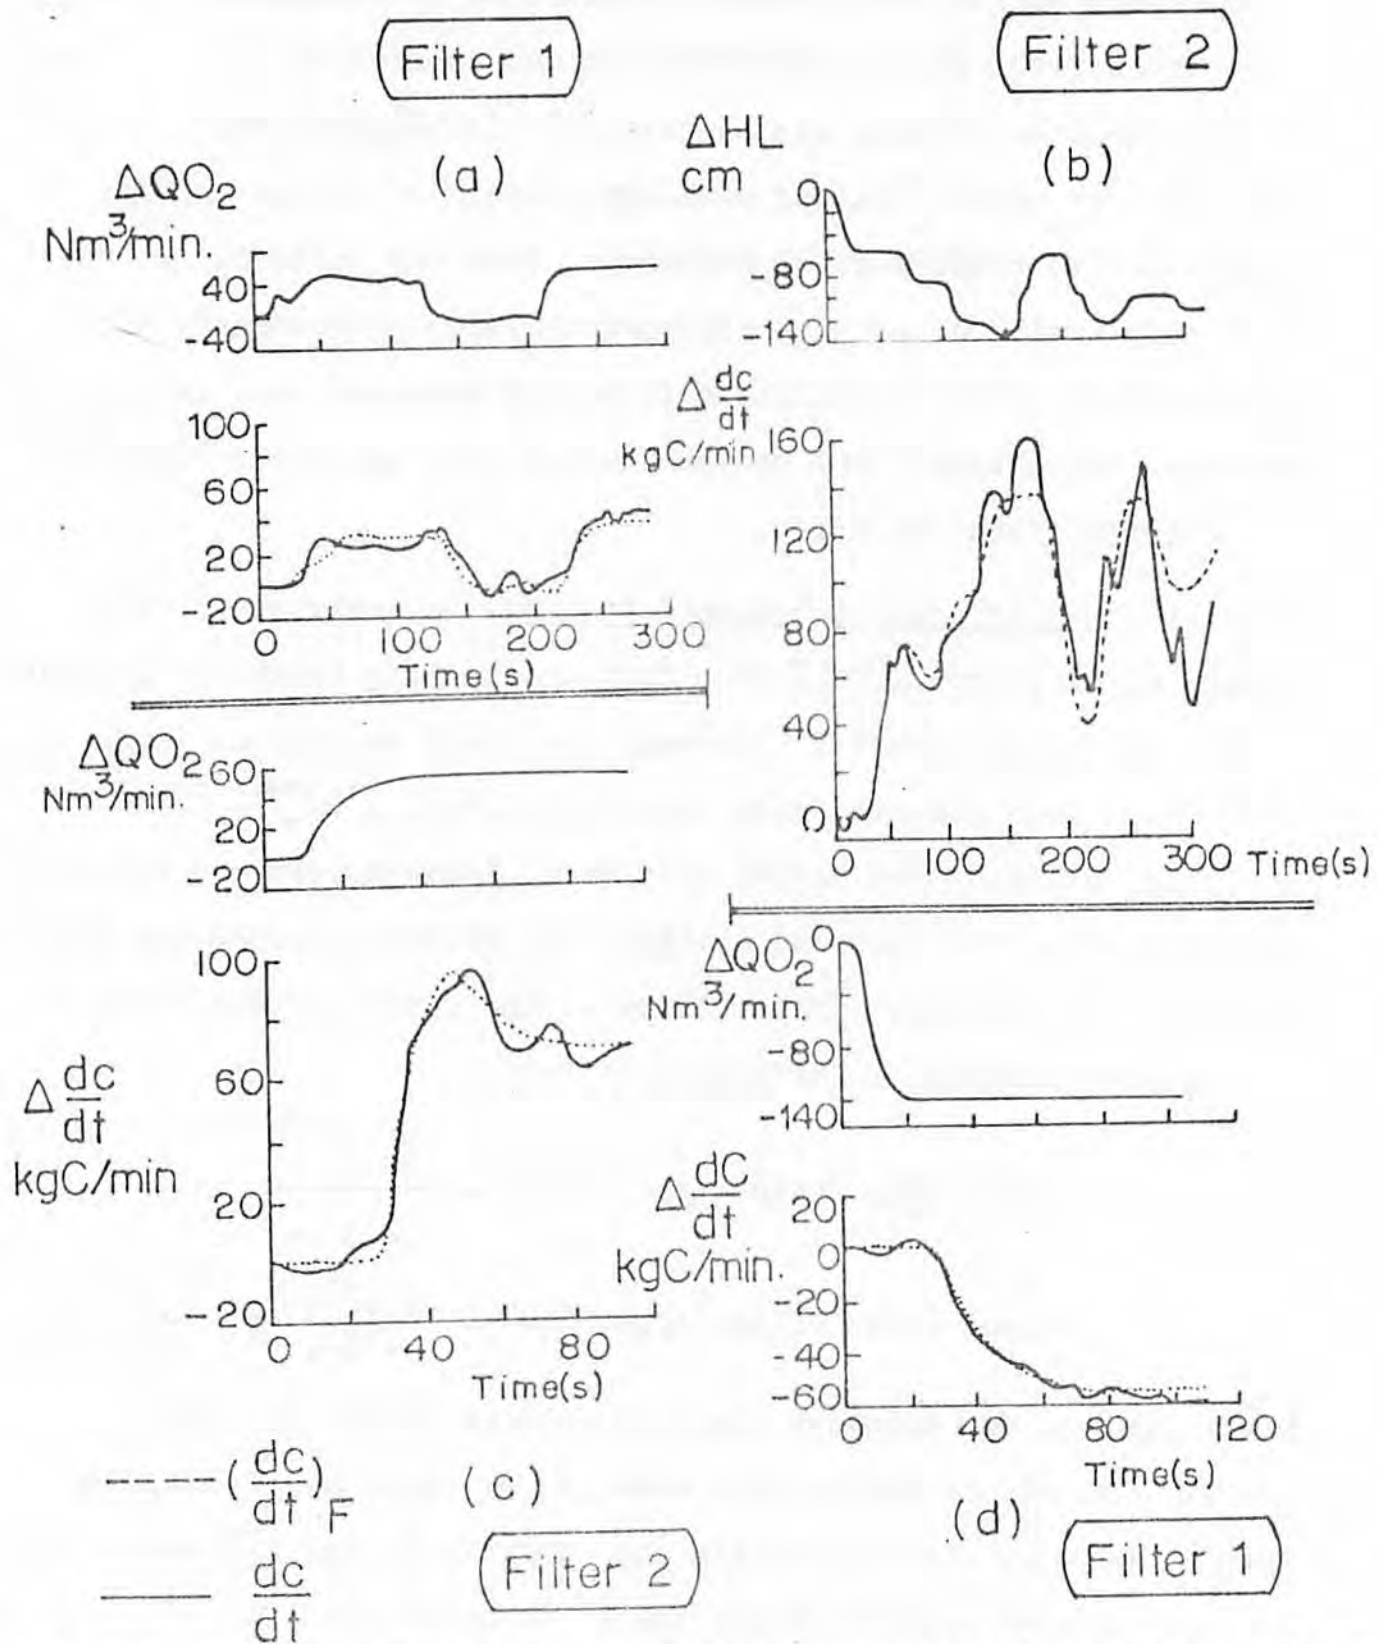 Filter 1
Filter 2
(a)
ΔQO2
Nm³/min.
40
-40
ΔHL
cm
(b)
0
-80
-140
100
60
20
-20
0 100 200 300
Time(s)
Δ dc/dt
kgC/min
160
120
80
40
0
0 100 200 300 Time(s)
ΔQO2
Nm³/min.
60
20
-20
Δ dc/dt
kgC/min
100
60
20
-20
0 40 80
Time(s)
ΔQO2
Nm³/min.
0
-80
-140
Δ dC/dt
kgC/min.
20
0
-20
-40
-60
0 40 80 120
Time(s)
---- (dc/dt)F
(c)
Filter 2
—— dc/dt
(d)
Filter 1